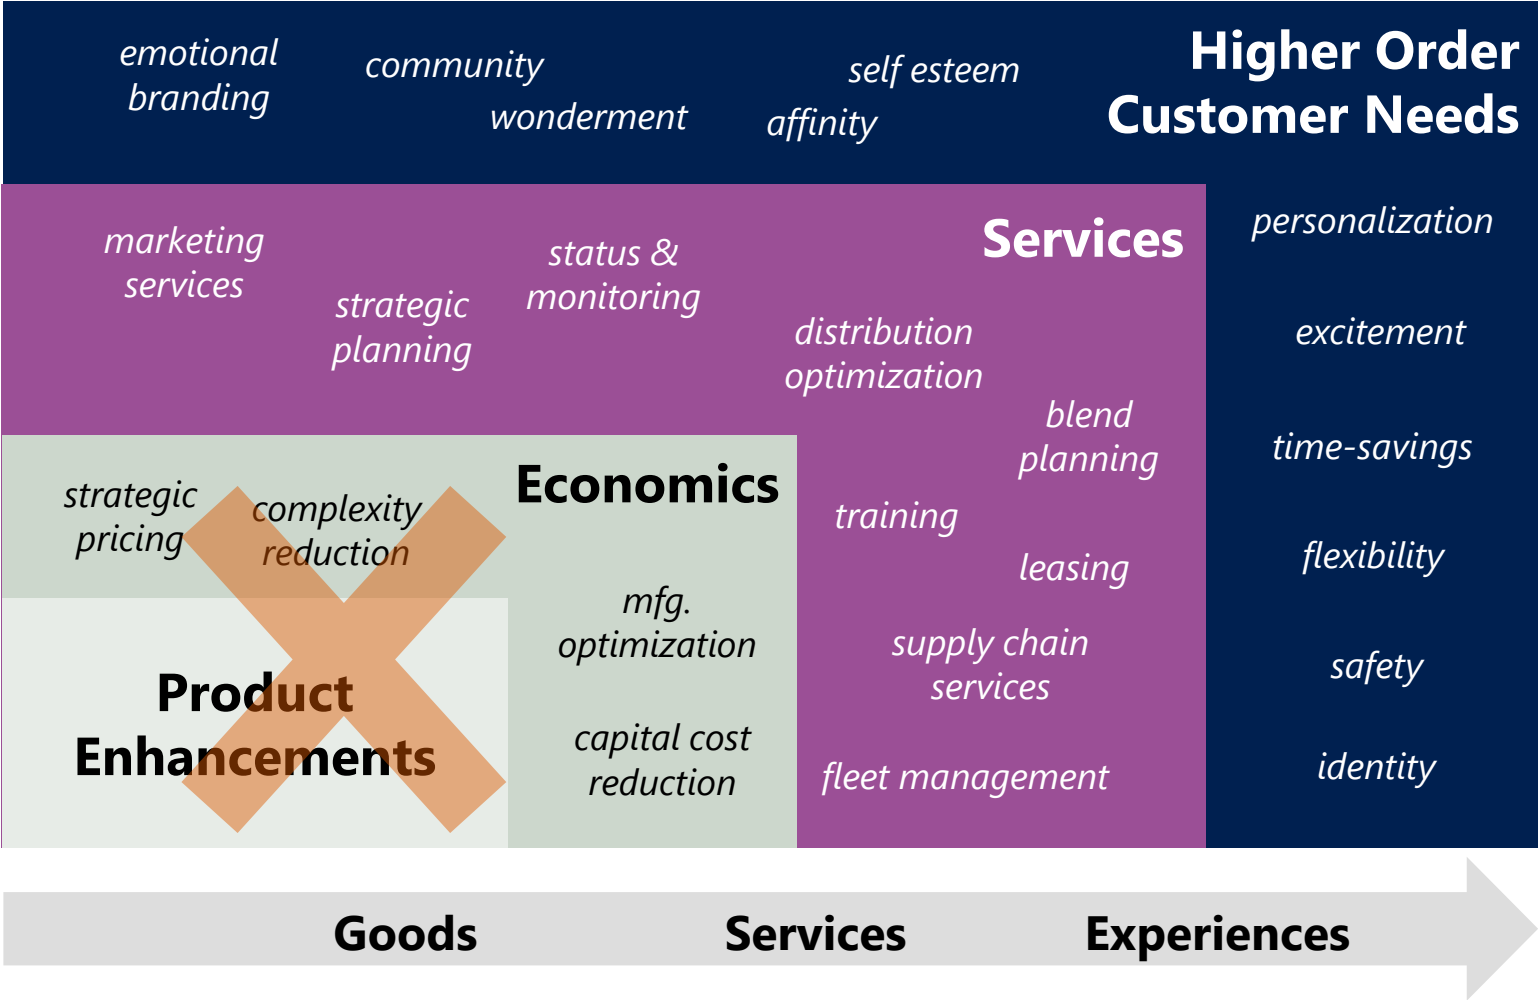 emotional
branding
community
wonderment
self esteem
affinity
Higher Order
Customer Needs
marketing
services
strategic
planning
status &
monitoring
Services
distribution
optimization
blend
planning
training
leasing
supply chain
services
fleet management
personalization
excitement
time-savings
flexibility
safety
identity
strategic
pricing
complexity
reduction
Economics
mfg.
optimization
capital cost
reduction
Product
Enhancements
Goods
Services
Experiences